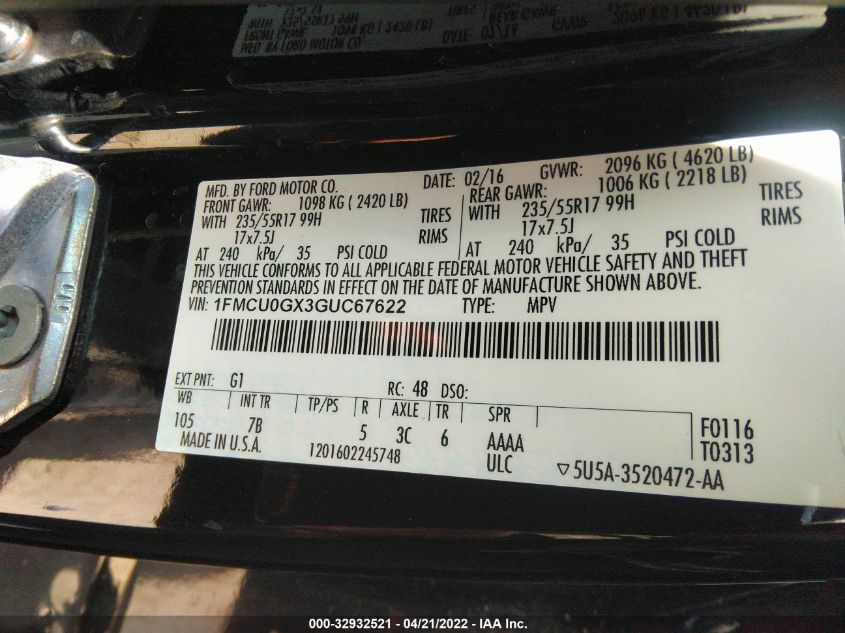 MFD. BY FORD MOTOR CO. DATE: 02/16 GVWR: 2096 KG ( 4620 LB)
FRONT GAWR: 1098 KG ( 2420 LB) REAR GAWR: 1006 KG ( 2218 LB)
WITH 235/55R17 99H TIRES WITH 235/55R17 99H TIRES
17x7.5J RIMS 17x7.5J RIMS
AT 240 kPa/ 35 PSI COLD AT 240 kPa/ 35 PSI COLD
THIS VEHICLE CONFORMS TO ALL APPLICABLE FEDERAL MOTOR VEHICLE SAFETY AND THEFT
PREVENTION STANDARDS IN EFFECT ON THE DATE OF MANUFACTURE SHOWN ABOVE.
VIN: 1FMCU0GX3GUC67622 TYPE: MPV
EXT PNT: G1 RC: 48 DSO:
WB INT TR TP/PS R AXLE TR SPR
105 7B 5 3C 6 AAAA F0116
MADE IN U.S.A. 1201602245748 ULC ▽5U5A-3520472-AA T0313
000-32932521 - 04/21/2022 - IAA Inc.